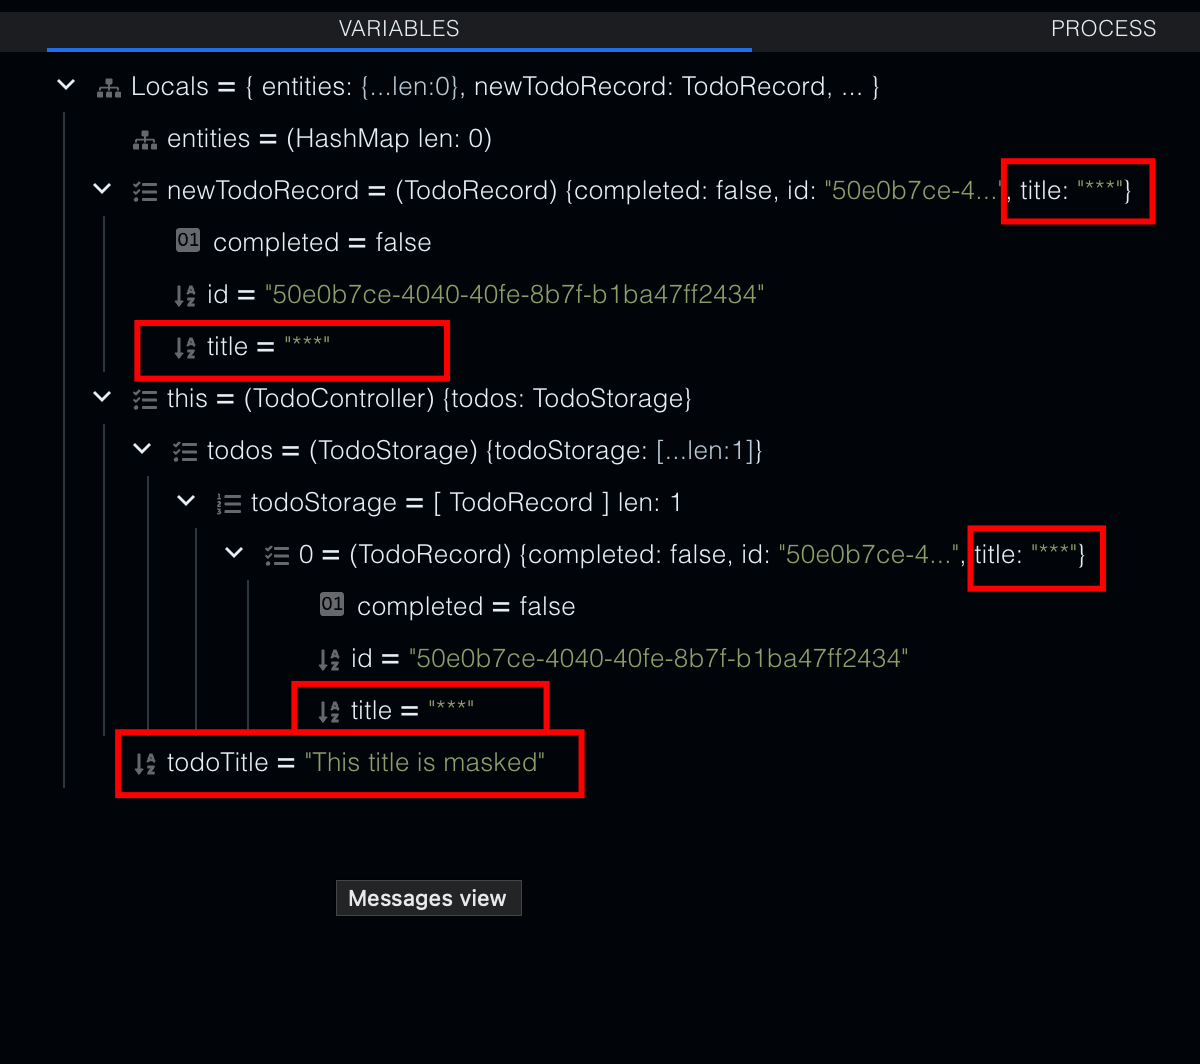 VARIABLES PROCESS
Locals = { entities: {...len:0}, newTodoRecord: TodoRecord, ... }
entities = (HashMap len: 0)
newTodoRecord = (TodoRecord) {completed: false, id: "50e0b7ce-4...", title: "***"}
01 completed = false
id = "50e0b7ce-4040-40fe-8b7f-b1ba47ff2434"
title = "***"
this = (TodoController) {todos: TodoStorage}
todos = (TodoStorage) {todoStorage: [...len:1]}
todoStorage = [ TodoRecord ] len: 1
0 = (TodoRecord) {completed: false, id: "50e0b7ce-4...", title: "***"}
01 completed = false
id = "50e0b7ce-4040-40fe-8b7f-b1ba47ff2434"
title = "***"
todoTitle = "This title is masked"
Messages view